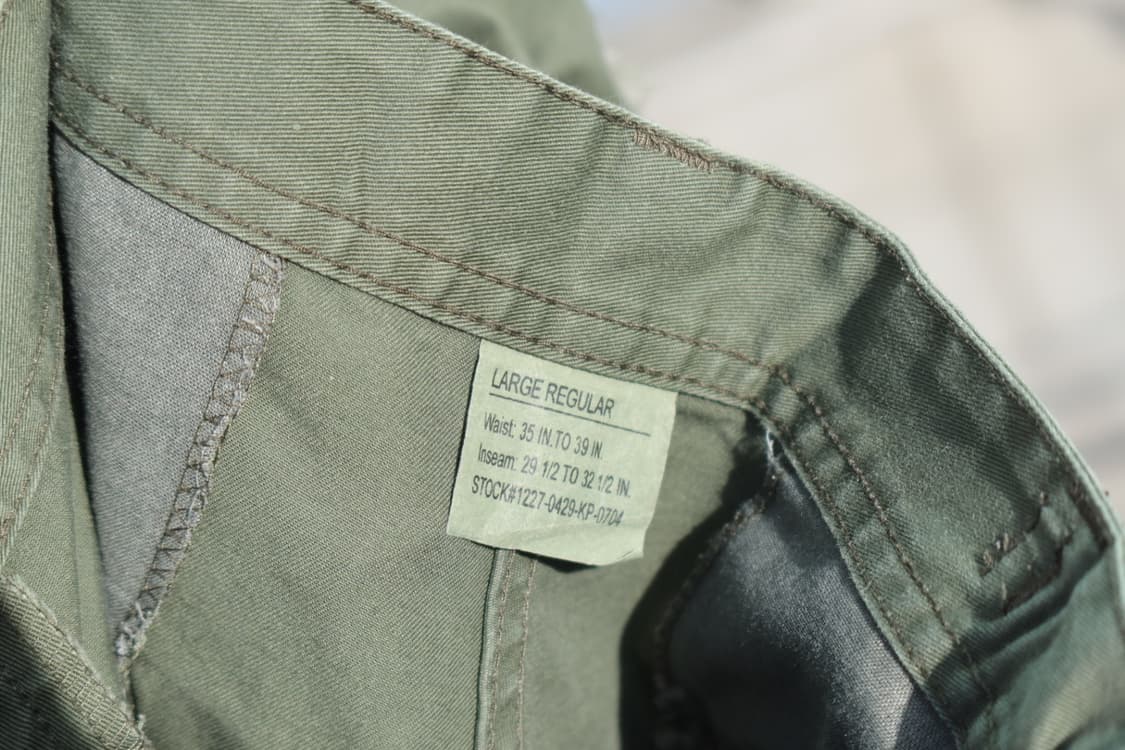 LARGE REGULAR
Waist: 35 IN.TO 39 IN.
Inseam: 29 1/2 TO 32 1/2 IN.
STOCK#1227-0429-KP-0704